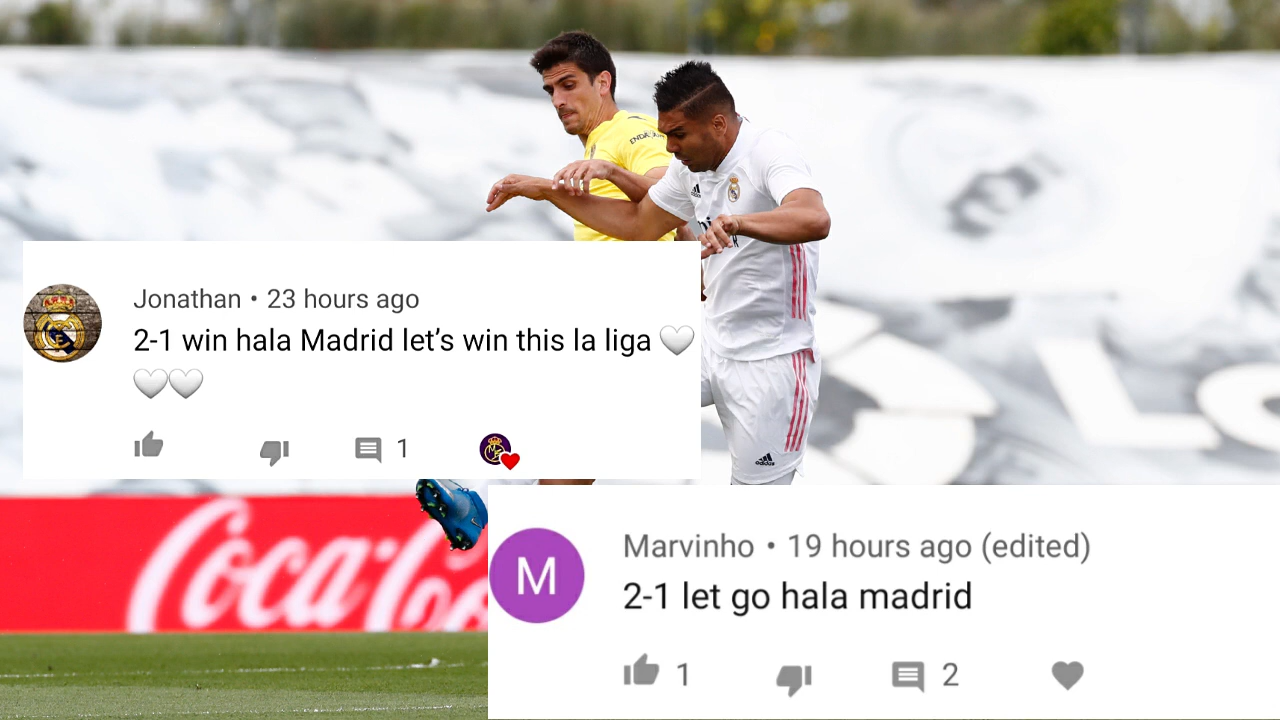 Jonathan • 23 hours ago
2-1 win hala Madrid let’s win this la liga 🤍
🤍🤍
1
Coca-Co
Marvinho • 19 hours ago (edited)
M
2-1 let go hala madrid
1 2
adidas